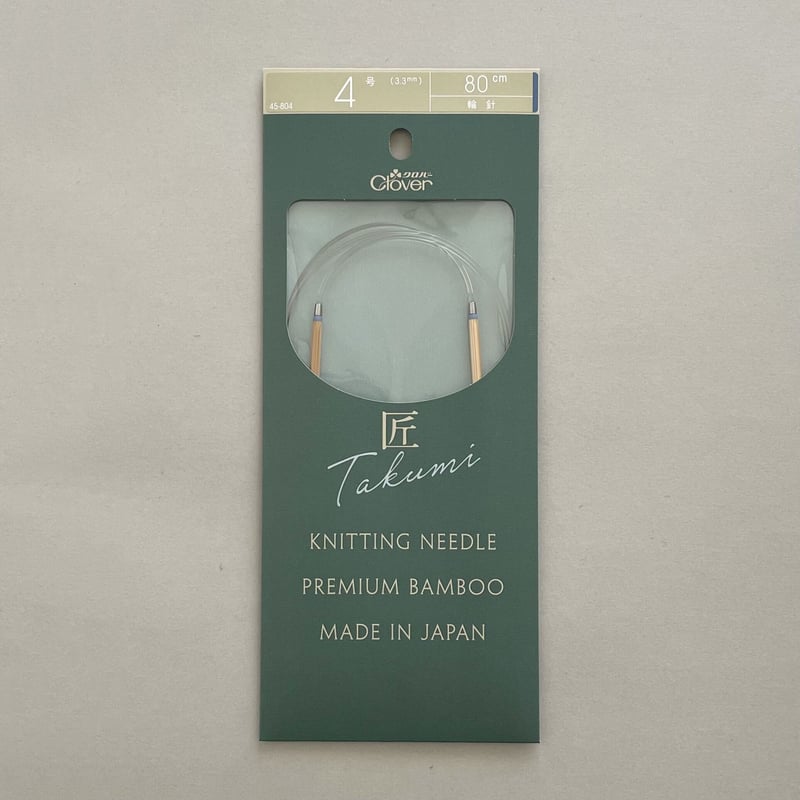 4号 (3.3mm)
80cm
45-804
輪針
クロバー
Clover
匠
Takumi
KNITTING NEEDLE
PREMIUM BAMBOO
MADE IN JAPAN